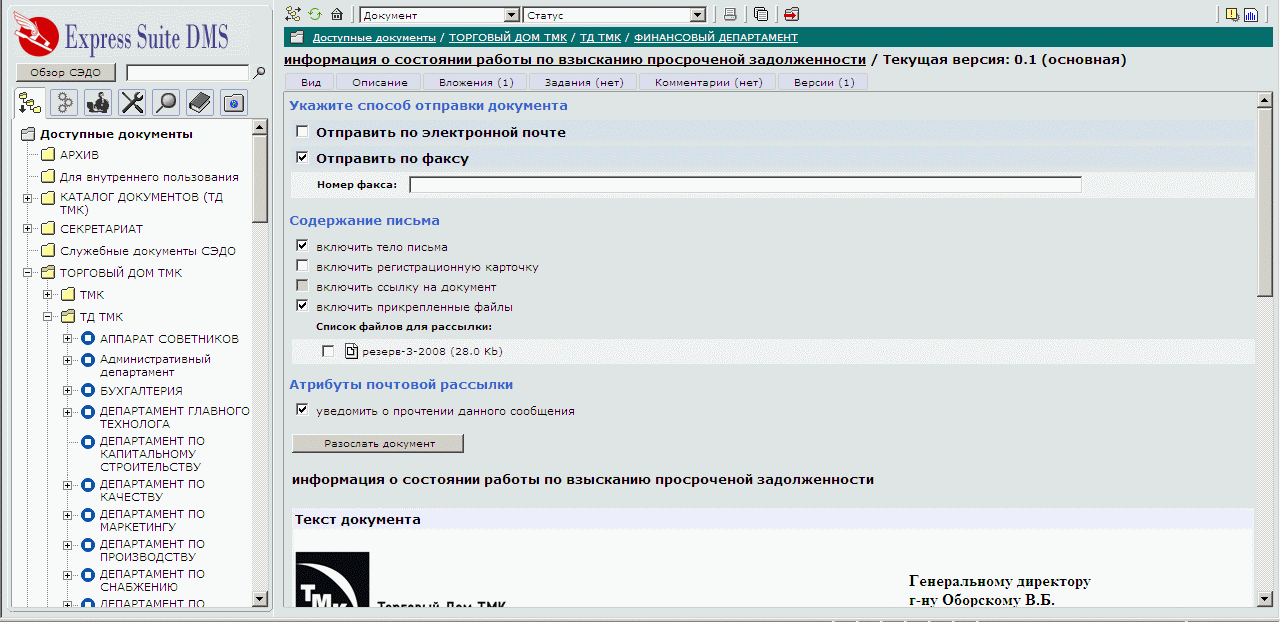 Express Suite DMS
Обзор СЭДО
Доступные документы
АРХИВ
Для внутреннего пользования
КАТАЛОГ ДОКУМЕНТОВ (ТД
ТМК)
СЕКРЕТАРИАТ
Служебные документы СЭДО
ТОРГОВЫЙ ДОМ ТМК
ТМК
ТД ТМК
АППАРАТ СОВЕТНИКОВ
Административный
департамент
БУХГАЛТЕРИЯ
ДЕПАРТАМЕНТ ГЛАВНОГО
ТЕХНОЛОГА
ДЕПАРТАМЕНТ ПО
КАПИТАЛЬНОМУ
СТРОИТЕЛЬСТВУ
ДЕПАРТАМЕНТ ПО
КАЧЕСТВУ
ДЕПАРТАМЕНТ ПО
МАРКЕТИНГУ
ДЕПАРТАМЕНТ ПО
ПРОИЗВОДСТВУ
ДЕПАРТАМЕНТ ПО
СНАБЖЕНИЮ
ДЕПАРТАМЕНТ ПО
Документ Статус
Доступные документы / ТОРГОВЫЙ ДОМ ТМК / ТД ТМК / ФИНАНСОВЫЙ ДЕПАРТАМЕНТ
информация о состоянии работы по взысканию просроченой задолженности / Текущая версия: 0.1 (основная)
Вид Описание Вложения (1) Задания (нет) Комментарии (нет) Версии (1)
Укажите способ отправки документа
Отправить по электронной почте
Отправить по факсу
Номер факса:
Содержание письма
включить тело письма
включить регистрационную карточку
включить ссылку на документ
включить прикрепленные файлы
Список файлов для рассылки:
резерв-3-2008 (28.0 Kb)
Атрибуты почтовой рассылки
уведомить о прочтении данного сообщения
Разослать документ
информация о состоянии работы по взысканию просроченой задолженности
Текст документа
ТМК
Торговый Дом ТМК
Генеральному директору
г-ну Оборскому В.Б.